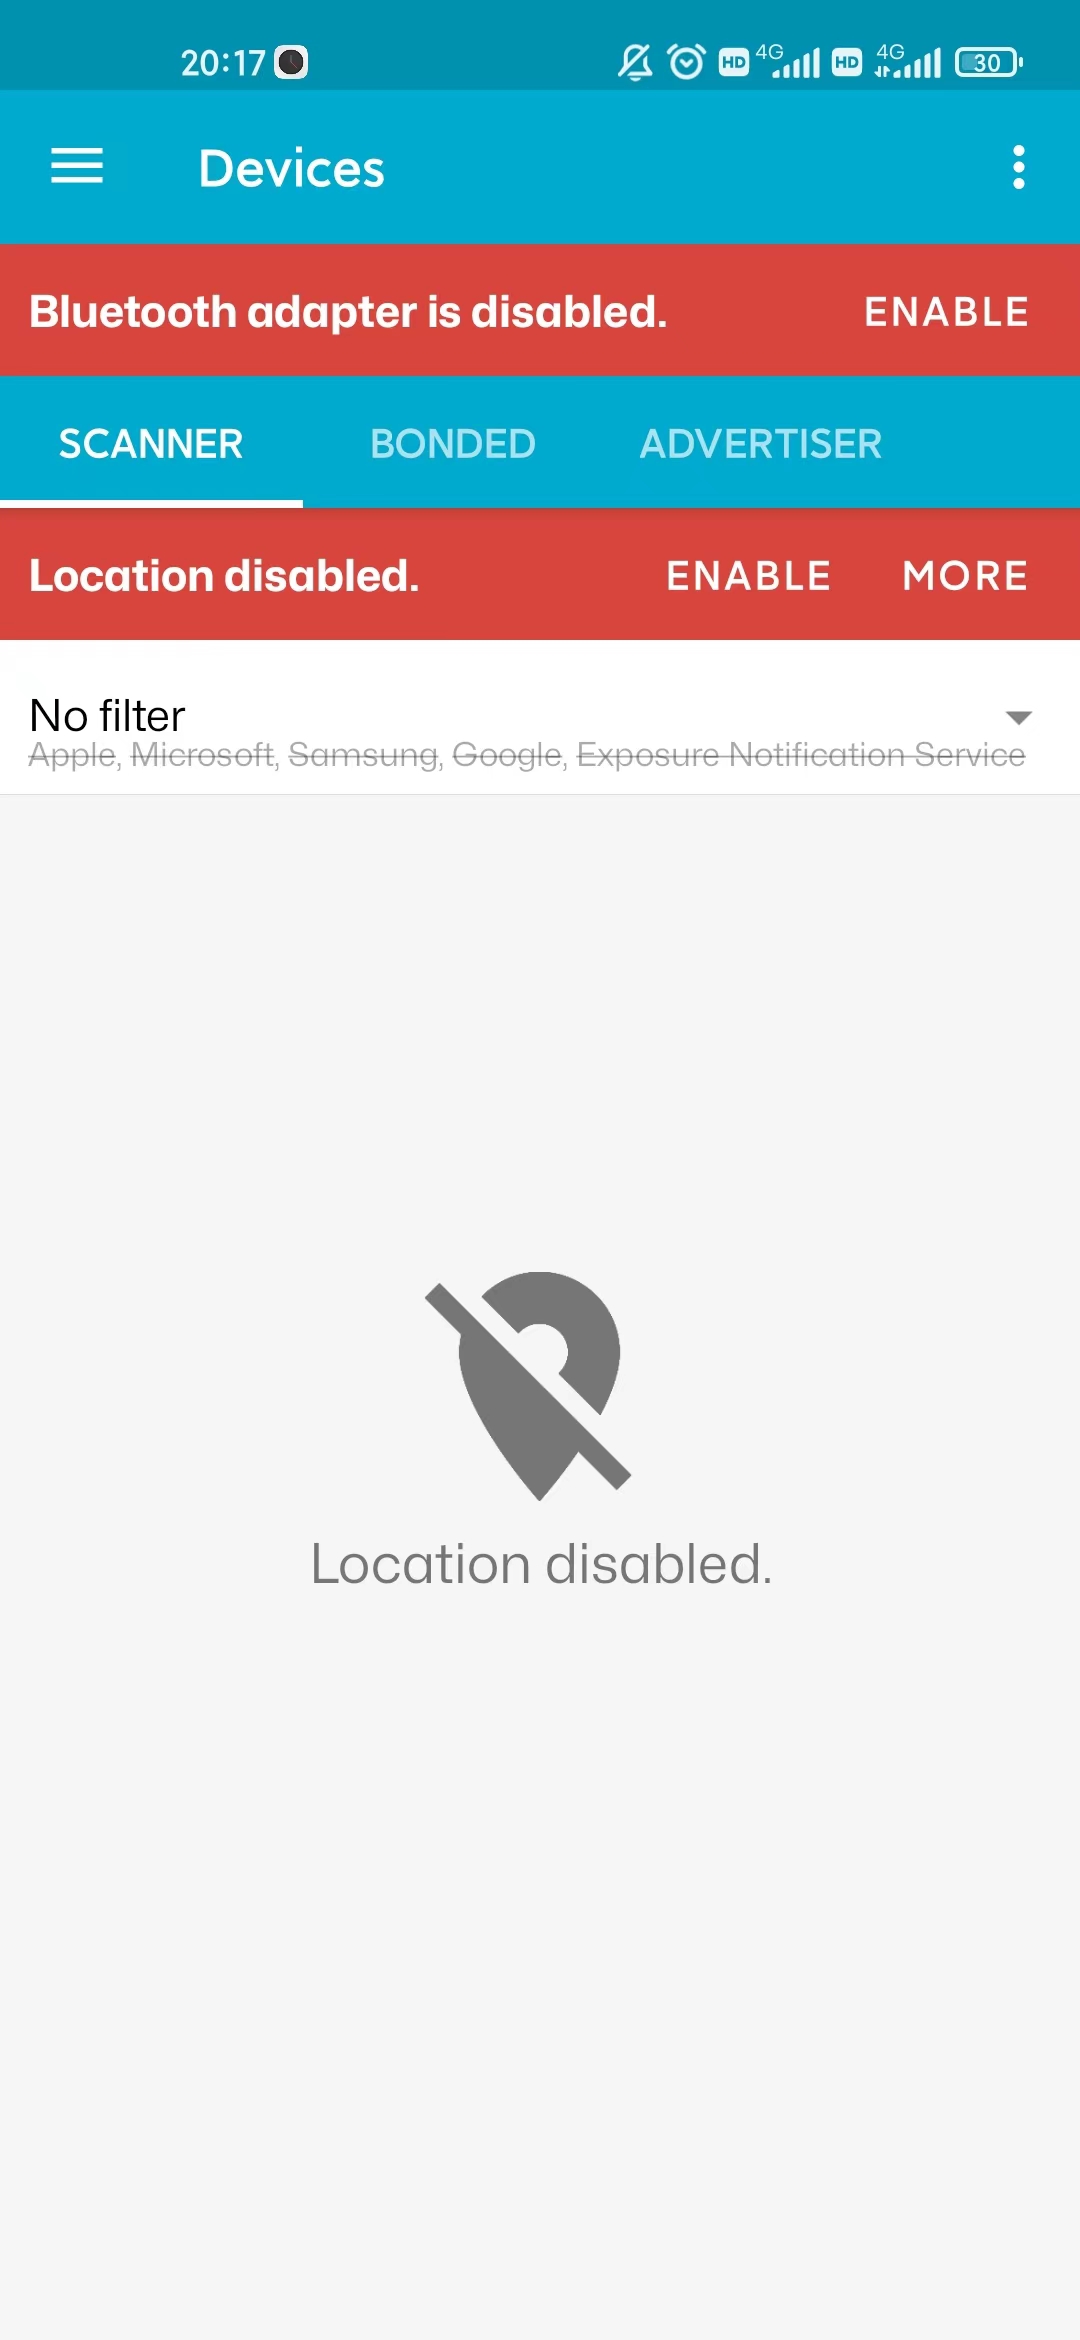 20:17 HD 4G HD 4G 30
Devices
Bluetooth adapter is disabled. ENABLE
SCANNER BONDED ADVERTISER
Location disabled. ENABLE MORE
No filter
Apple, Microsoft, Samsung, Google, Exposure Notification Service
Location disabled.